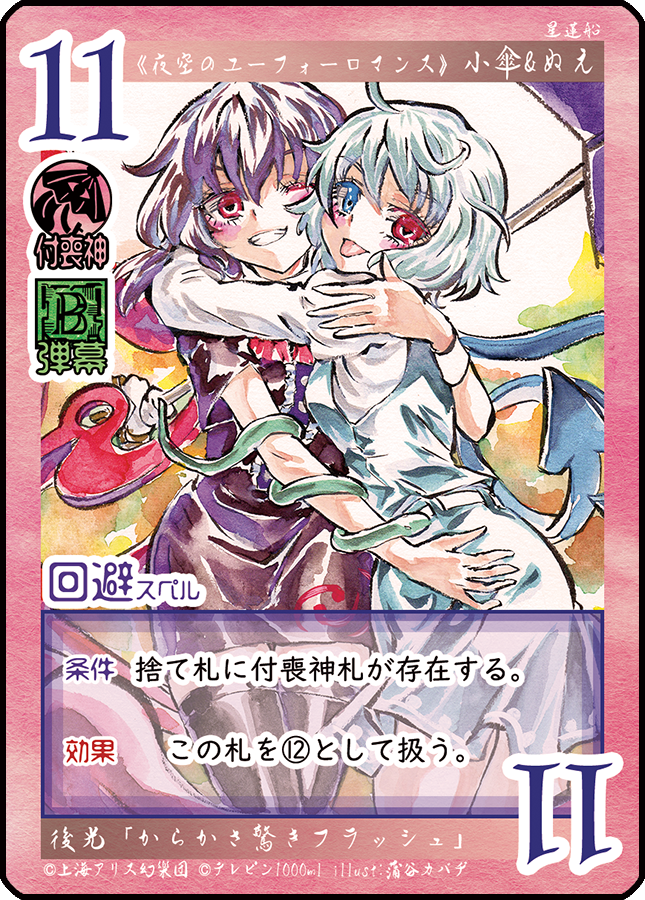 星蓮船
11
《夜空のユーフォーロマンス》小傘&ぬえ
付喪神
B
弾幕
回避スペル
条件 捨て札に付喪神札が存在する。
効果 この札を⑫として扱う。
11
後光「からかさ驚きフラッシュ」
©上海アリス幻樂団 ©テレピン1000ml illust:蒲谷カバヂ